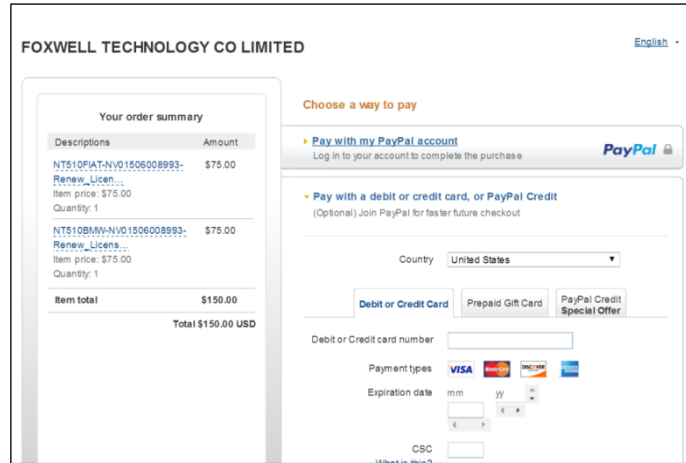 FOXWELL TECHNOLOGY CO LIMITED
English
Your order summary
Descriptions Amount
NT510FIAT-NV01506008993- $75.00
Renew_Licen...
Item price: $75.00
Quantity: 1
NT510BMW-NV01506008993- $75.00
Renew_Licens...
Item price: $75.00
Quantity: 1
Item total $150.00
Total $150.00 USD
Choose a way to pay
Pay with my PayPal account
Log in to your account to complete the purchase
PayPal
Pay with a debit or credit card, or PayPal Credit
(Optional) Join PayPal for faster future checkout
Country United States
Debit or Credit Card Prepaid Gift Card PayPal Credit
Special Offer
Debit or Credit card number
Payment types VISA MasterCard DISCOVER
Expiration date mm yy
CSC
What is this?